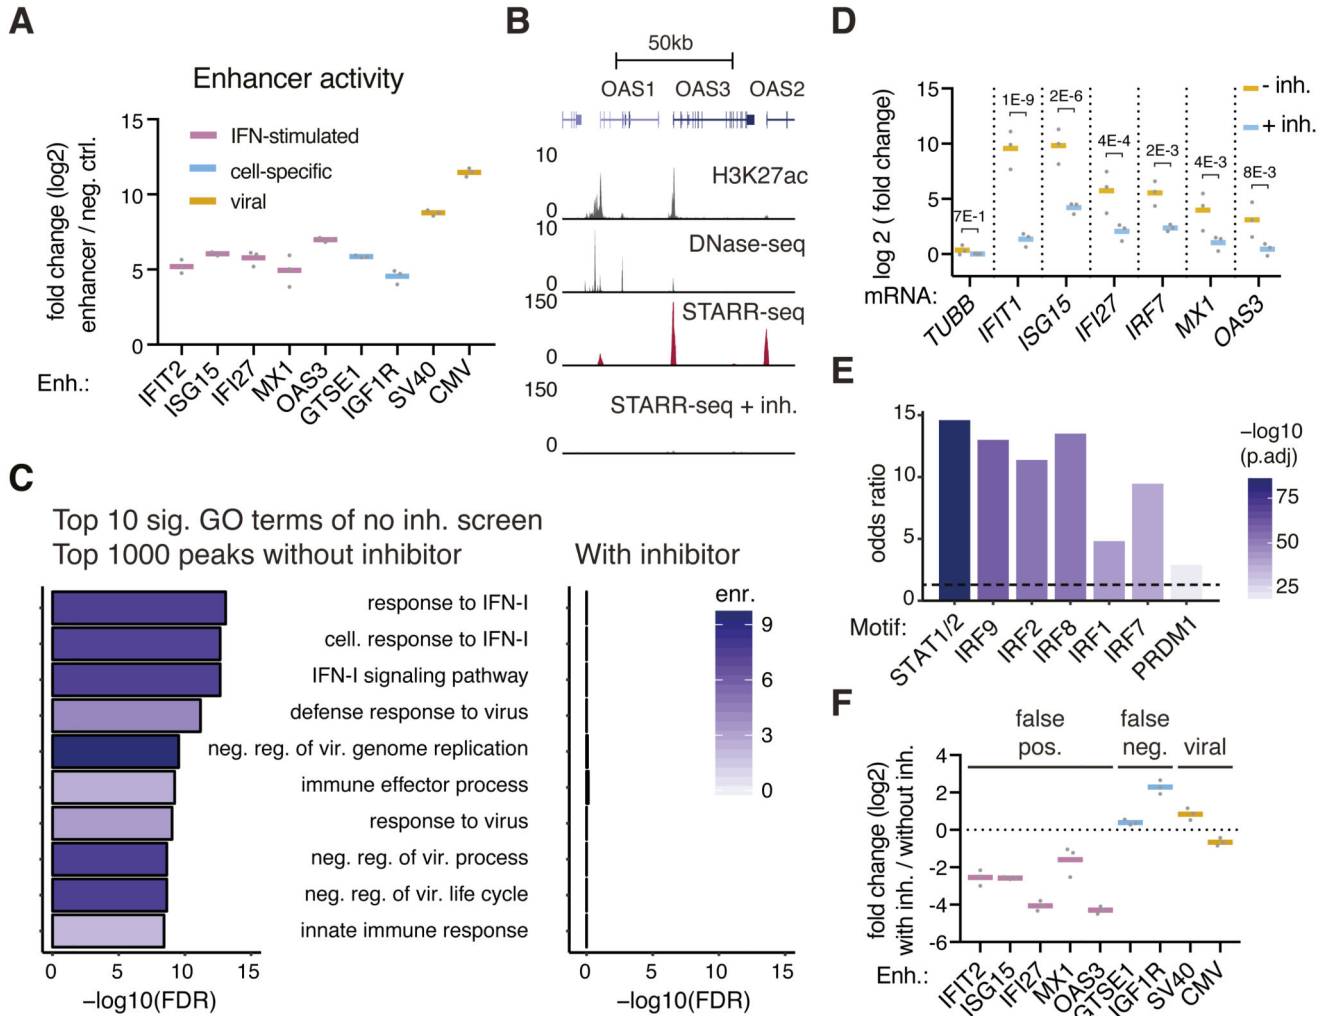 A
Enhancer activity
fold change (log2)
enhancer / neg. ctrl.
15
10
5
0
IFN-stimulated
cell-specific
viral
Enh.:
IFIT2
ISG15
IFI27
MX1
OAS3
GTSE1
IGF1R
SV40
CMV
B
50kb
OAS1 OAS3 OAS2
10
0
H3K27ac
10
0
DNase-seq
150
0
STARR-seq
150
0
STARR-seq + inh.
C
Top 10 sig. GO terms of no inh. screen
Top 1000 peaks without inhibitor
With inhibitor
response to IFN-I
cell. response to IFN-I
IFN-I signaling pathway
defense response to virus
neg. reg. of vir. genome replication
immune effector process
response to virus
neg. reg. of vir. process
neg. reg. of vir. life cycle
innate immune response
enr.
9
6
3
0
0 5 10 15
–log10(FDR)
0 5 10 15
–log10(FDR)
D
log 2 ( fold change)
15
10
5
0
- inh.
+ inh.
7E-1
1E-9
2E-6
4E-4
2E-3
4E-3
8E-3
mRNA:
TUBB
IFIT1
ISG15
IFI27
IRF7
MX1
OAS3
E
odds ratio
15
10
5
0
–log10
(p.adj)
75
50
25
Motif:
STAT1/2
IRF9
IRF2
IRF8
IRF1
IRF7
PRDM1
F
false
pos.
false
neg.
viral
fold change (log2)
with inh. / without inh.
4
2
0
-2
-4
-6
Enh.:
IFIT2
ISG15
IFI27
MX1
OAS3
GTSE1
IGF1R
SV40
CMV